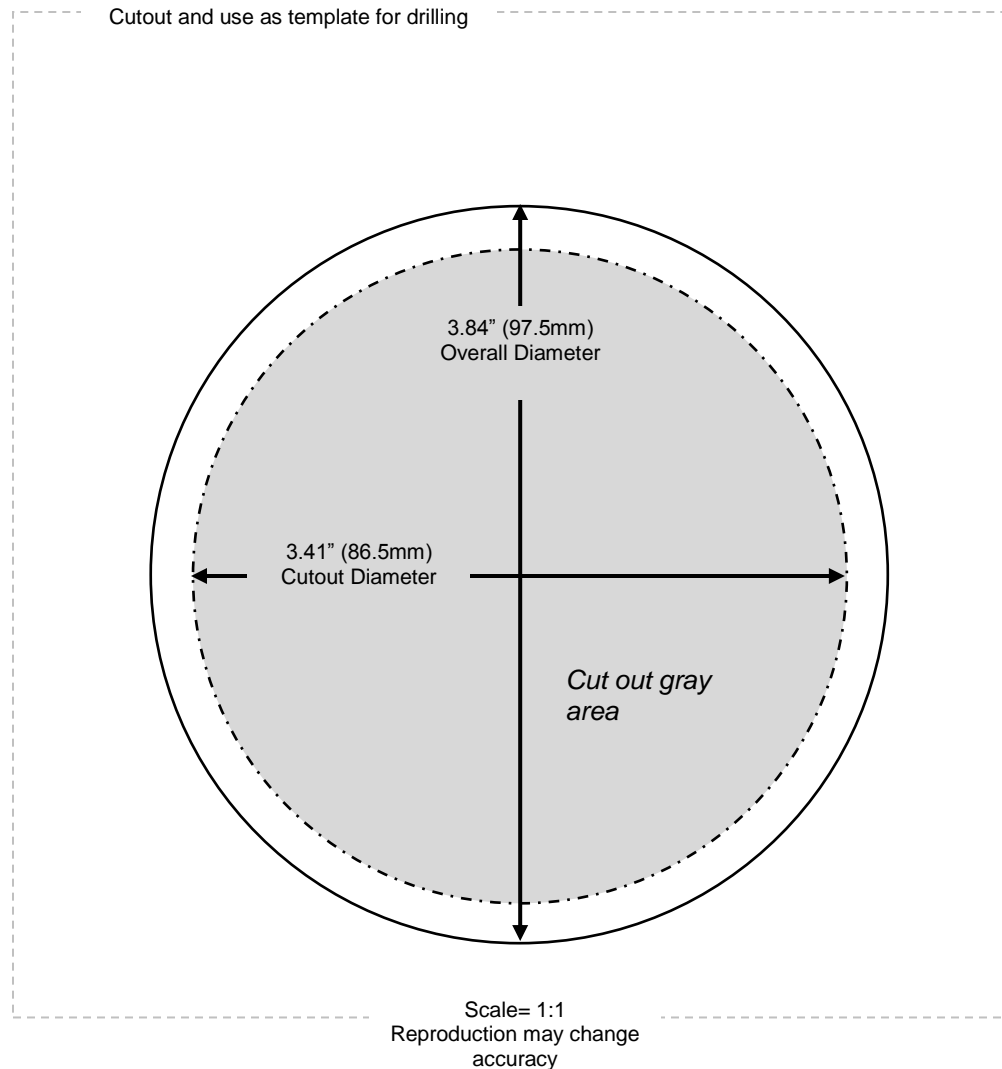 Cutout and use as template for drilling
3.84” (97.5mm)
Overall Diameter
3.41” (86.5mm)
Cutout Diameter
Cut out gray
area
Scale= 1:1
Reproduction may change
accuracy